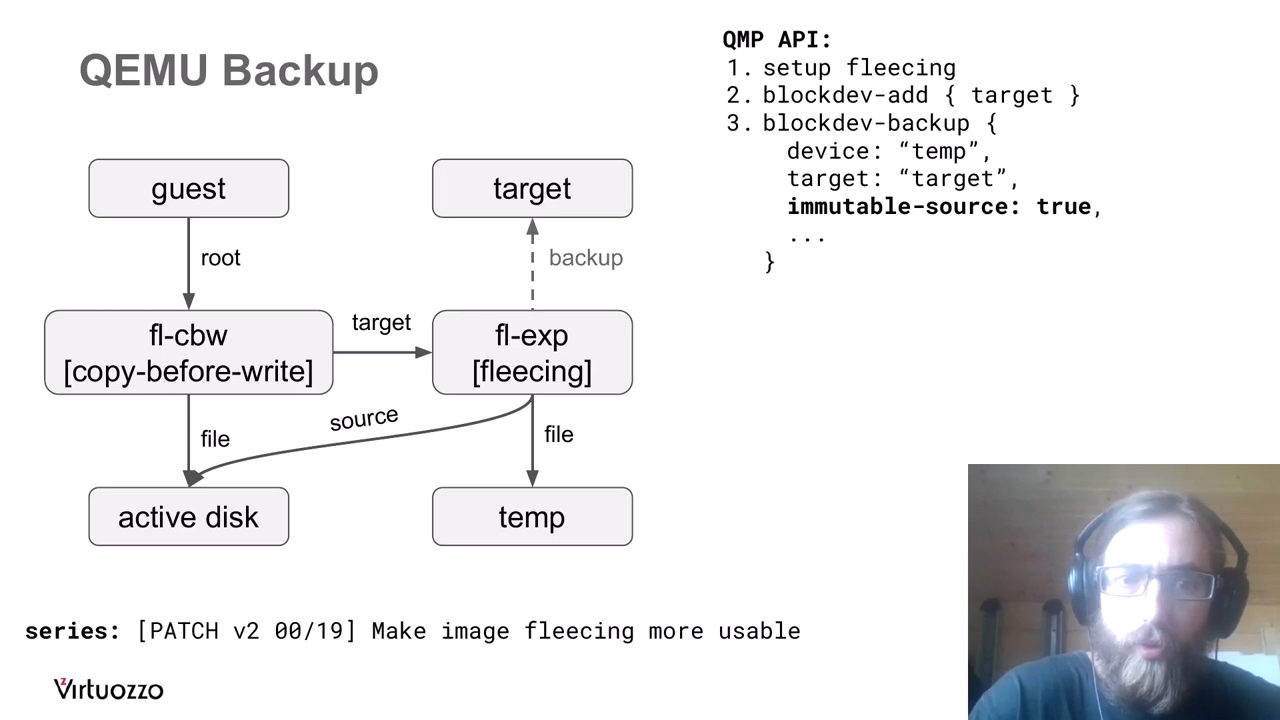 QEMU Backup
guest
target
root
backup
fl-cbw
[copy-before-write]
target
fl-exp
[fleecing]
file
source
file
active disk
temp
QMP API:
1. setup fleecing
2. blockdev-add { target }
3. blockdev-backup {
device: “temp”,
target: “target”,
immutable-source: true,
...
}
series: [PATCH v2 00/19] Make image fleecing more usable
Virtuozzo